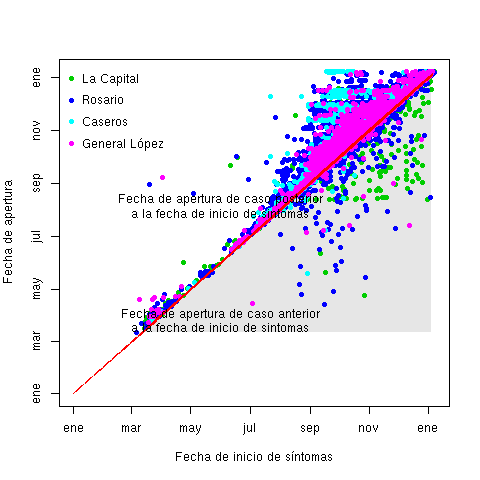 La Capital
Rosario
Caseros
General López
Fecha de apertura de caso posterior
a la fecha de inicio de síntomas
Fecha de apertura de caso anterior
a la fecha de inicio de síntomas
Fecha de apertura
ene
nov
sep
jul
may
mar
ene
ene
mar
may
jul
sep
nov
ene
Fecha de inicio de síntomas